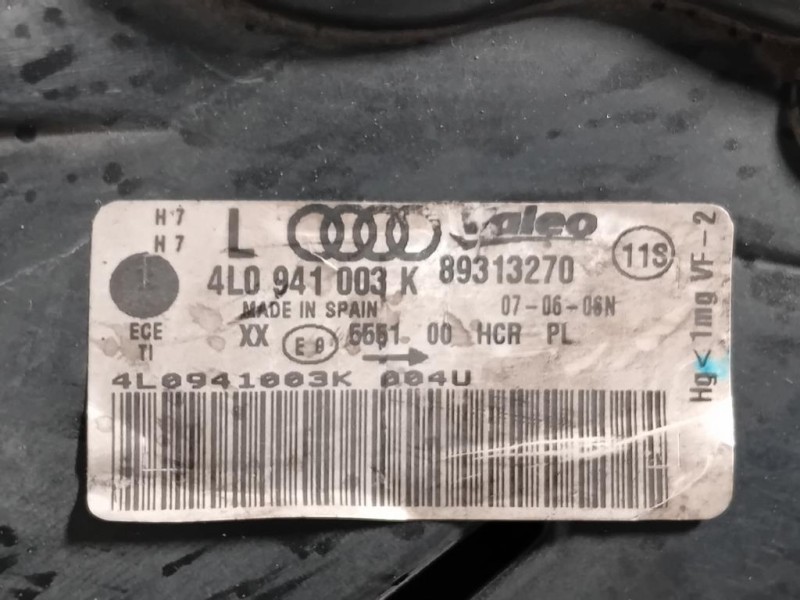 H7
H7
L Valeo
4L0 941 003 K 89313270
11S
MADE IN SPAIN 07-06-06N
ECE
TI
XX 5551 00 HCR PL
4L0941003K 004U
Hg < 1mg VF-2